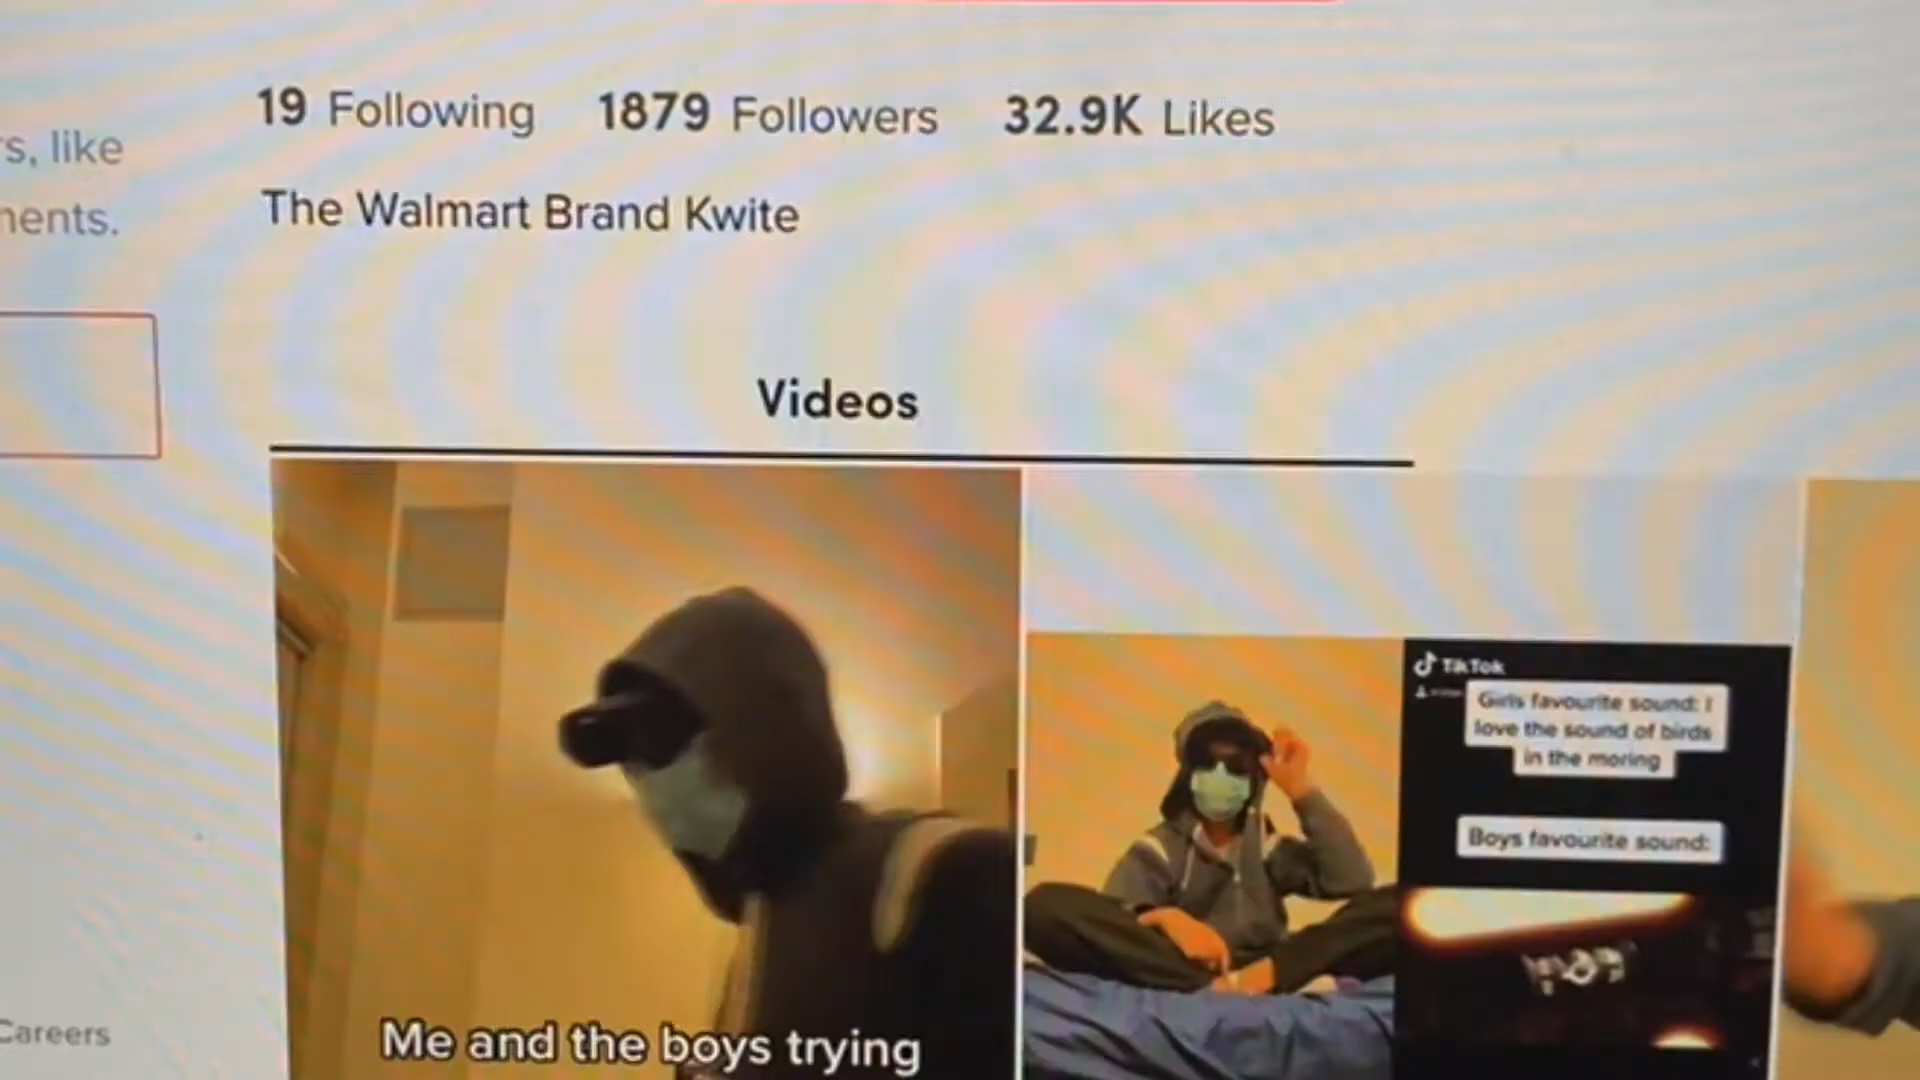 19 Following 1879 Followers 32.9K Likes
s, like
nents.
The Walmart Brand Kwite
Videos
TikTok
Girls favourite sound: I
love the sound of birds
in the moring
Boys favourite sound:
Me and the boys trying
Careers